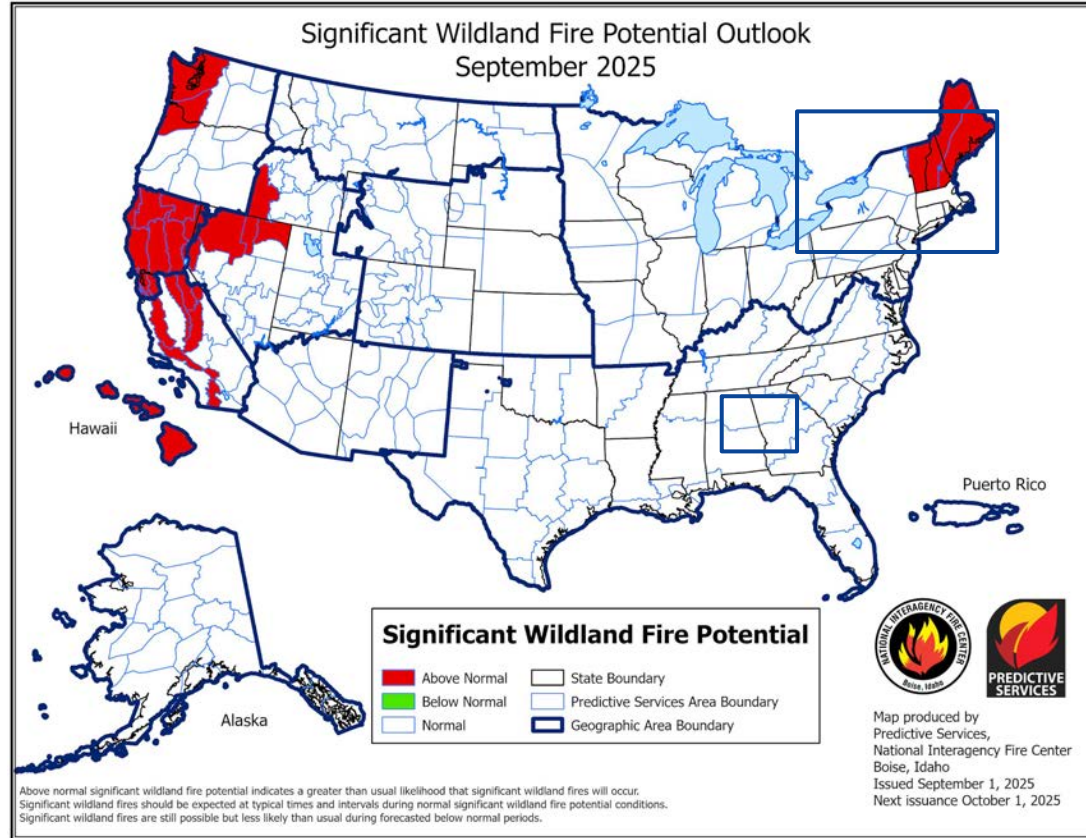 Significant Wildland Fire Potential Outlook
September 2025
Hawaii
Puerto Rico
Alaska
Significant Wildland Fire Potential
Above Normal
Below Normal
Normal
State Boundary
Predictive Services Area Boundary
Geographic Area Boundary
NATIONAL INTERAGENCY FIRE CENTER
Boise, Idaho
PREDICTIVE
SERVICES
Map produced by
Predictive Services,
National Interagency Fire Center
Boise, Idaho
Issued September 1, 2025
Next issuance October 1, 2025
Above normal significant wildland fire potential indicates a greater than usual likelihood that significant wildland fires will occur.
Significant wildland fires should be expected at typical times and intervals during normal significant wildland fire potential conditions.
Significant wildland fires are still possible but less likely than usual during forecasted below normal periods.